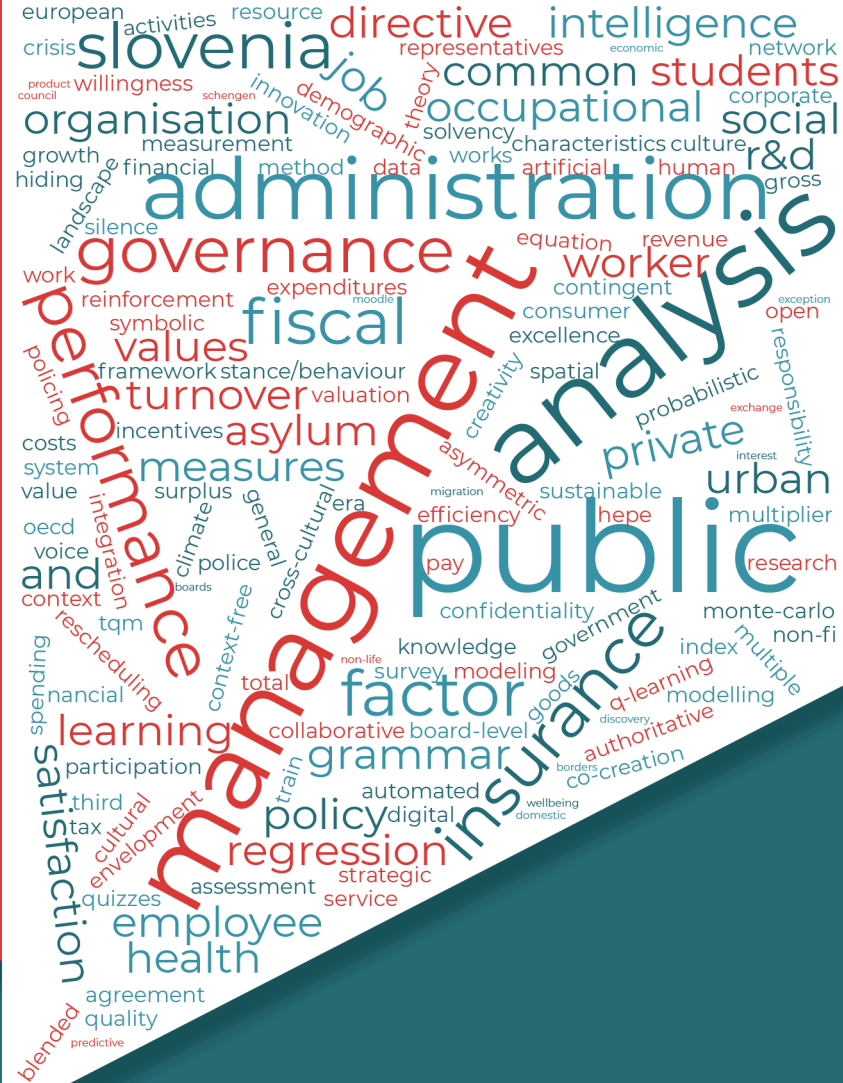 european
activities
resource
directive
intelligence
crisis
slovenia
job
representatives
economic
network
product
willingness
council
schengen
innovation
demographic
theory
common
students
organisation
occupational
corporate
social
measurement
solvency
characteristics
culture
r&d
growth
hiding
landscape
financial
method
data
works
artificial
human
gross
administration
silence
governance
equation
revenue
worker
analysis
work
reinforcement
expenditures
moodle
contingent
exception
performance
symbolic
fiscal
consumer
open
values
excellence
policing
framework
stance/behaviour
creativity
spatial
responsibility
turnover
valuation
probabilistic
exchange
costs
incentives
asylum
management
private
system
measures
asymmetric
interest
urban
value
surplus
general
cross-cultural
era
migration
sustainable
oecd
integration
climate
efficiency
hepe
multiplier
voice
police
public
and
boards
pay
research
context
context-free
confidentiality
government
monte-carlo
tqm
non-fi
rescheduling
knowledge
index
multiple
spending
non-life
survey
modeling
insurance
q-learning
nancial
total
factor
goods
modelling
learning
collaborative
board-level
discovery
authoritative
satisfaction
participation
train
grammar
borders
co-creation
third
cultural
automated
wellbeing
tax
envelopment
policy
digital
domestic
regression
quizzes
assessment
strategic
service
employee
health
agreement
quality
blended
predictive